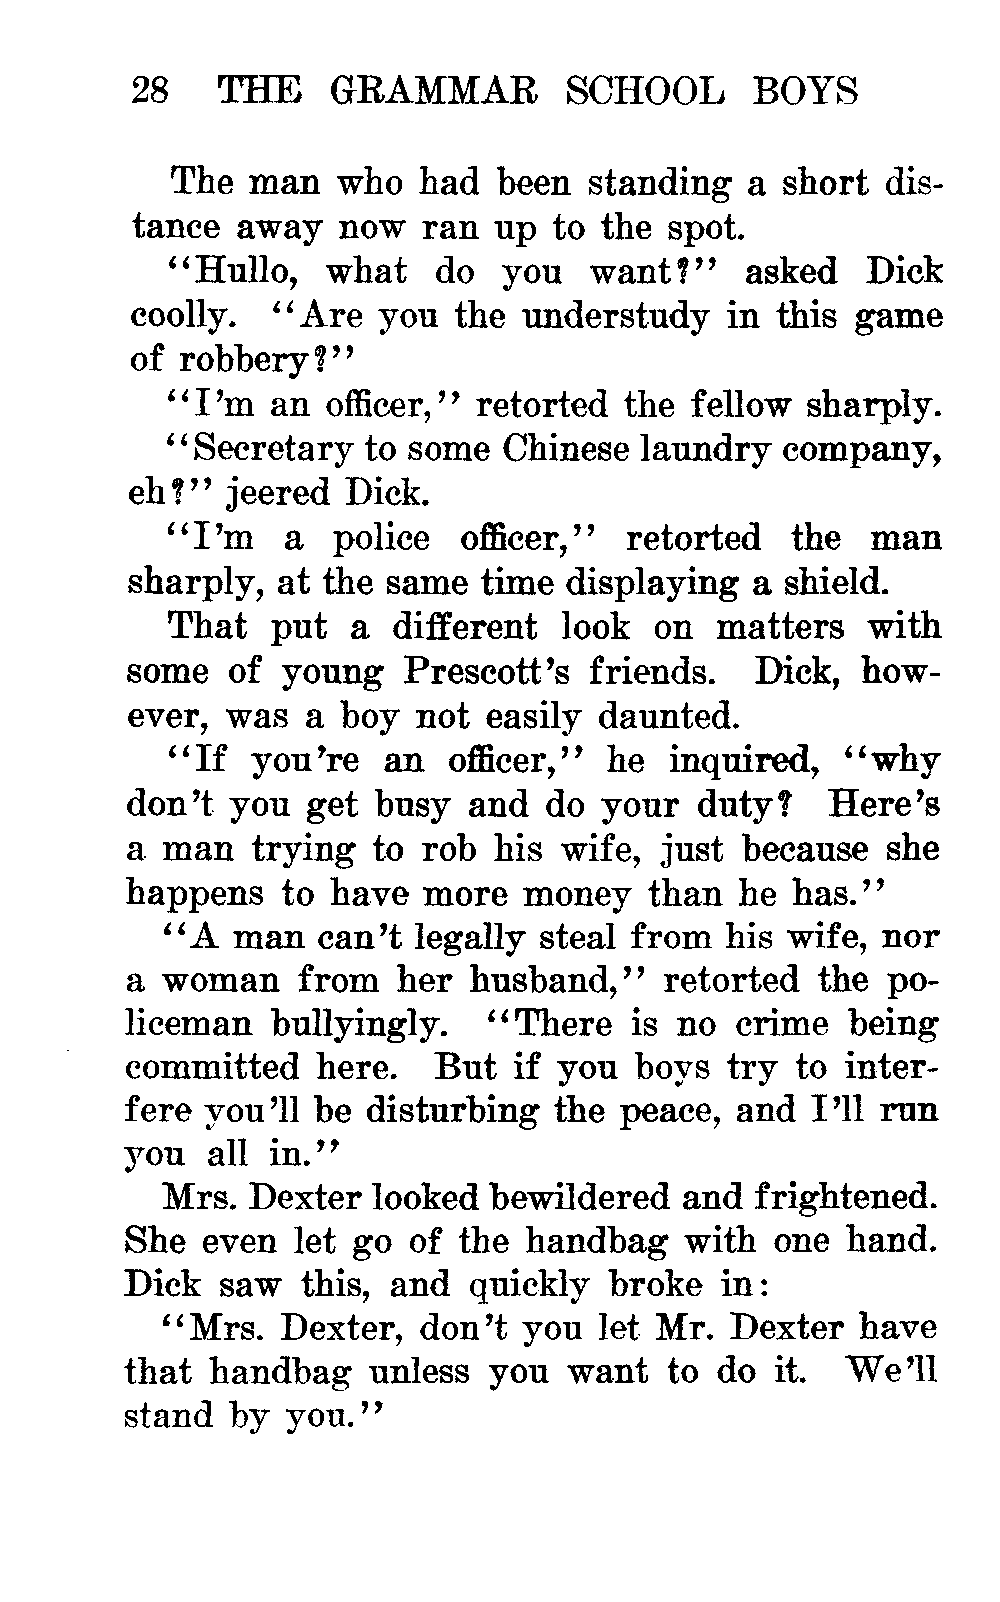 28 THE GRAMMAR SCHOOL BOYS
The man who had been standing a short dis-
tance away now ran up to the spot.
“Hullo, what do you want?” asked Dick
coolly. “Are you the understudy in this game
of robbery?”
“I’m an officer,” retorted the fellow sharply.
“Secretary to some Chinese laundry company,
eh?” jeered Dick.
“I’m a police officer,” retorted the man
sharply, at the same time displaying a shield.
That put a different look on matters with
some of young Prescott’s friends. Dick, how-
ever, was a boy not easily daunted.
“If you’re an officer,” he inquired, “why
don’t you get busy and do your duty? Here’s
a man trying to rob his wife, just because she
happens to have more money than he has.”
“A man can’t legally steal from his wife, nor
a woman from her husband,” retorted the po-
liceman bullyingly. “There is no crime being
committed here. But if you boys try to inter-
fere you’ll be disturbing the peace, and I’ll run
you all in.”
Mrs. Dexter looked bewildered and frightened.
She even let go of the handbag with one hand.
Dick saw this, and quickly broke in:
“Mrs. Dexter, don’t you let Mr. Dexter have
that handbag unless you want to do it. We’ll
stand by you.”